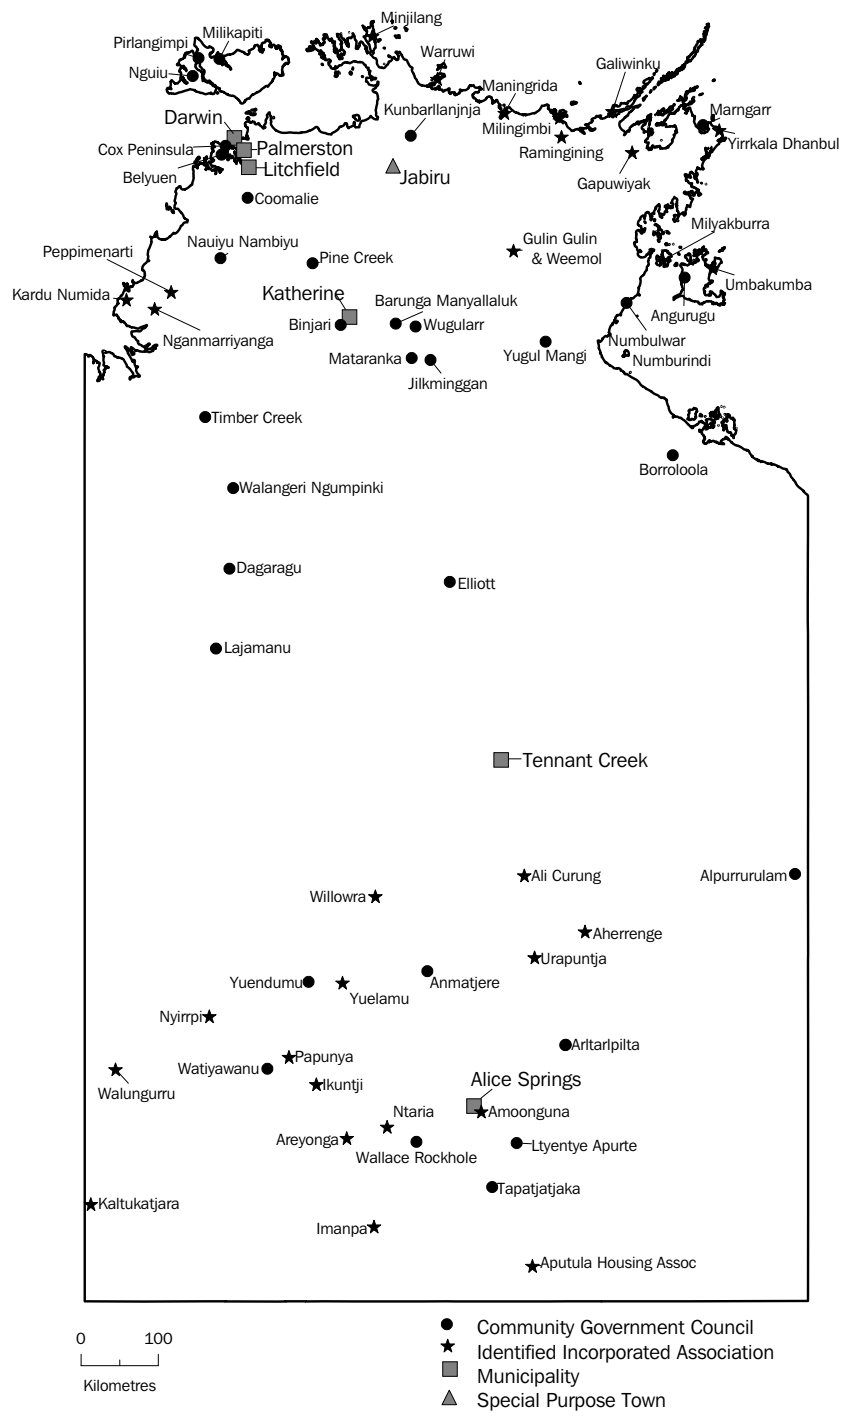 Minjilang
Milikapiti
Pirlangimpi
Warruwi
Galiwinku
Nguiu
Maningrida
Kunbarllanjnja
Marngarr
Darwin
Milingimbi
Yirrkala Dhanbul
Cox Peninsula
Palmerston
Ramingining
Litchfield
Belyuen
Jabiru
Gapuwiyak
Coomalie
Milyakburra
Nauiyu Nambiyu
Gulin Gulin
& Weemol
Peppimenarti
Pine Creek
Umbakumba
Kardu Numida
Katherine
Barunga Manyallaluk
Angurugu
Binjari
Wugularr
Nganmarriyanga
Numbulwar
Numburindi
Mataranka
Yugul Mangi
Jilkminggan
Timber Creek
Borroloola
Walangeri Ngumpinki
Dagaragu
Elliott
Lajamanu
Tennant Creek
Ali Curung
Alpurrurulam
Willowra
Aherrenge
Urapuntja
Yuendumu
Anmatjere
Yuelamu
Nyirrpi
Arltarlpilta
Papunya
Watiyawanu
Alice Springs
Ikuntji
Walungurru
Ntaria
Amoonguna
Areyonga
Ltyentye Apurte
Wallace Rockhole
Tapatjatjaka
Kaltukatjara
Imanpa
Aputula Housing Assoc
0 100
Kilometres
Community Government Council
Identified Incorporated Association
Municipality
Special Purpose Town